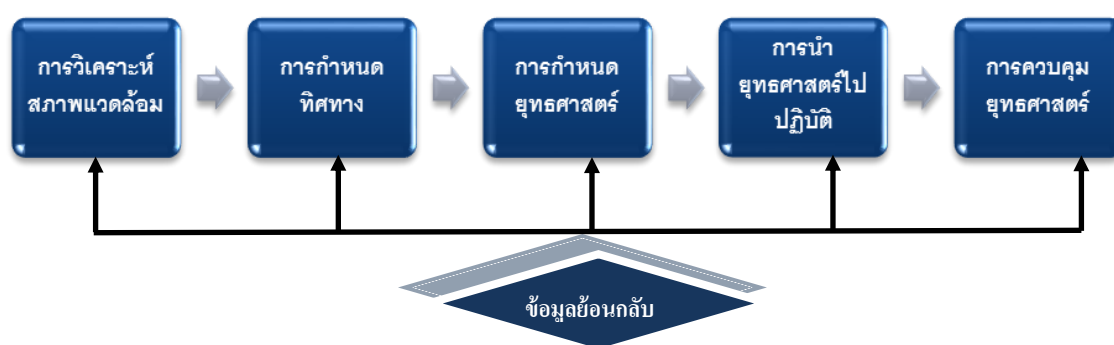 การวิเคราะห์
สภาพแวดล้อม
การกำหนด
ทิศทาง
การกำหนด
ยุทธศาสตร์
การนำ
ยุทธศาสตร์ไป
ปฏิบัติ
การควบคุม
ยุทธศาสตร์
ข้อมูลย้อนกลับ